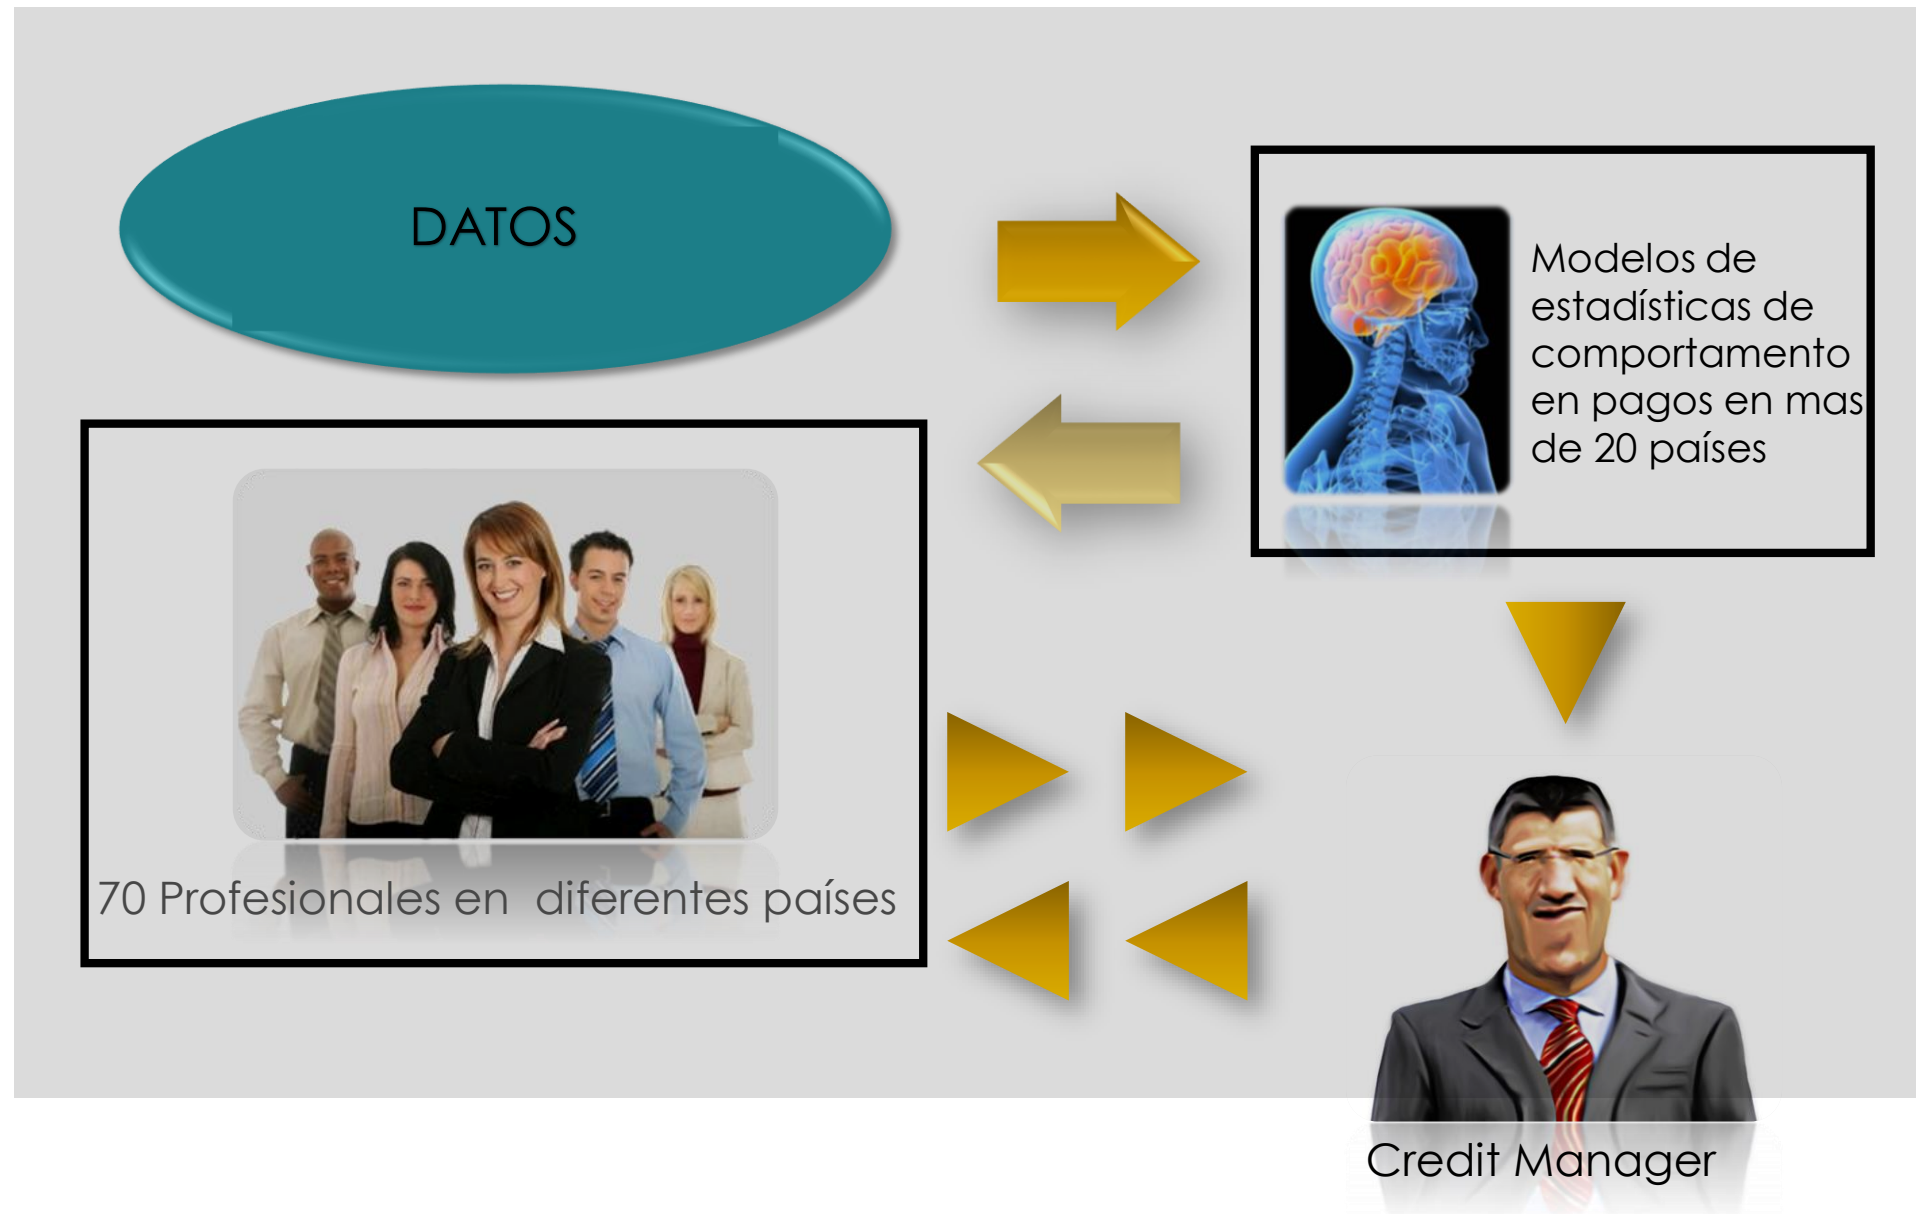 DATOS
Modelos de
estadísticas de
comportamento
en pagos en mas
de 20 países
70 Profesionales en  diferentes países
Credit Manager